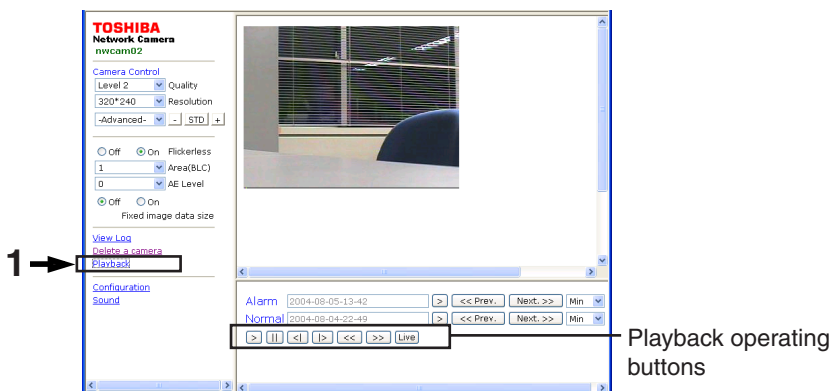 TOSHIBA
Network Camera
nwcam02
Camera Control
Level 2 Quality
320*240 Resolution
-Advanced- - STD +
Off On Flickerless
1 Area(BLC)
0 AE Level
Off On
Fixed image data size
View Log
Delete a camera
1 Playback
Configuration
Sound
Alarm 2004-08-05-13-42 > << Prev. Next. >> Min
Normal 2004-08-04-22-49 > << Prev. Next. >> Min
> || <| |> << >> Live
Playback operating
buttons